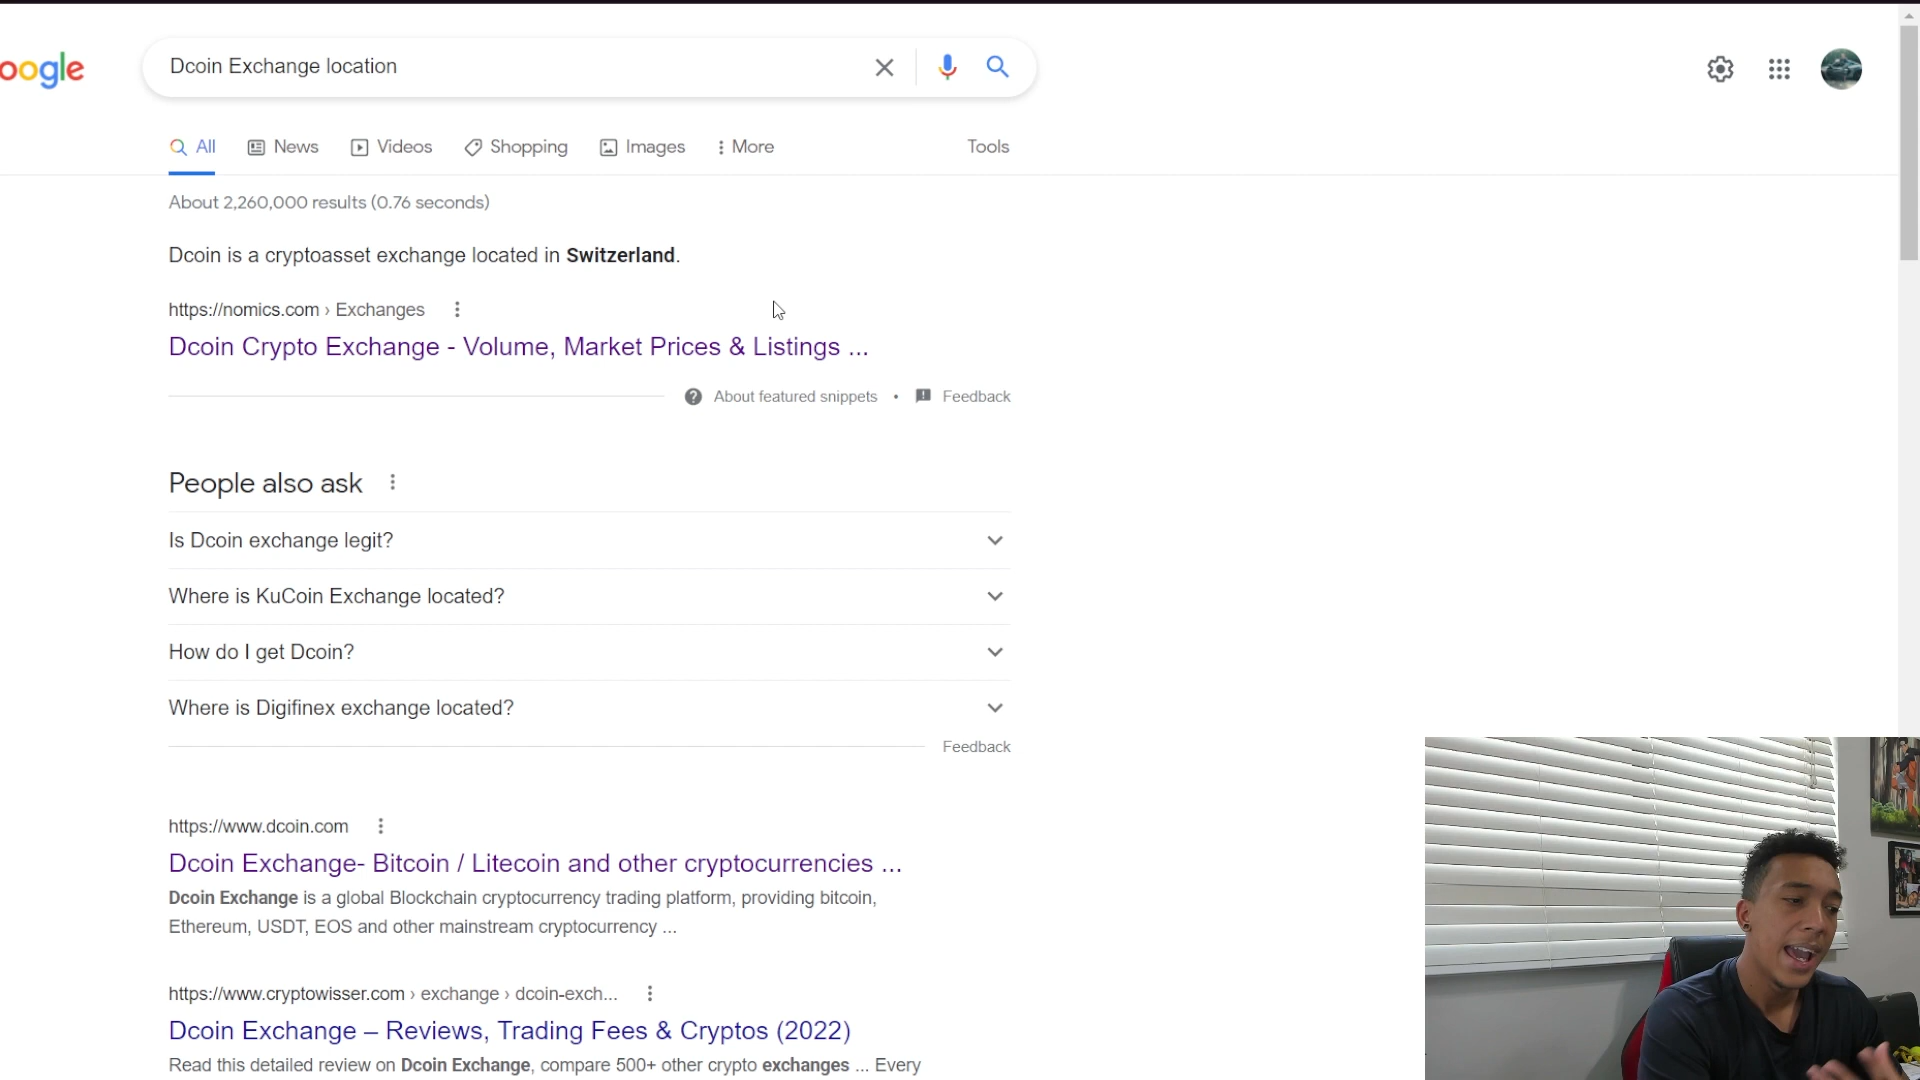 oogle
Dcoin Exchange location
All News Videos Shopping Images More Tools
About 2,260,000 results (0.76 seconds)
Dcoin is a cryptoasset exchange located in Switzerland.
https://nomics.com › Exchanges
Dcoin Crypto Exchange - Volume, Market Prices & Listings ...
About featured snippets • Feedback
People also ask
Is Dcoin exchange legit?
Where is KuCoin Exchange located?
How do I get Dcoin?
Where is Digifinex exchange located?
Feedback
https://www.dcoin.com
Dcoin Exchange- Bitcoin / Litecoin and other cryptocurrencies ...
Dcoin Exchange is a global Blockchain cryptocurrency trading platform, providing bitcoin,
Ethereum, USDT, EOS and other mainstream cryptocurrency ...
https://www.cryptowisser.com › exchange › dcoin-exch...
Dcoin Exchange – Reviews, Trading Fees & Cryptos (2022)
Read this detailed review on Dcoin Exchange, compare 500+ other crypto exchanges ... Every